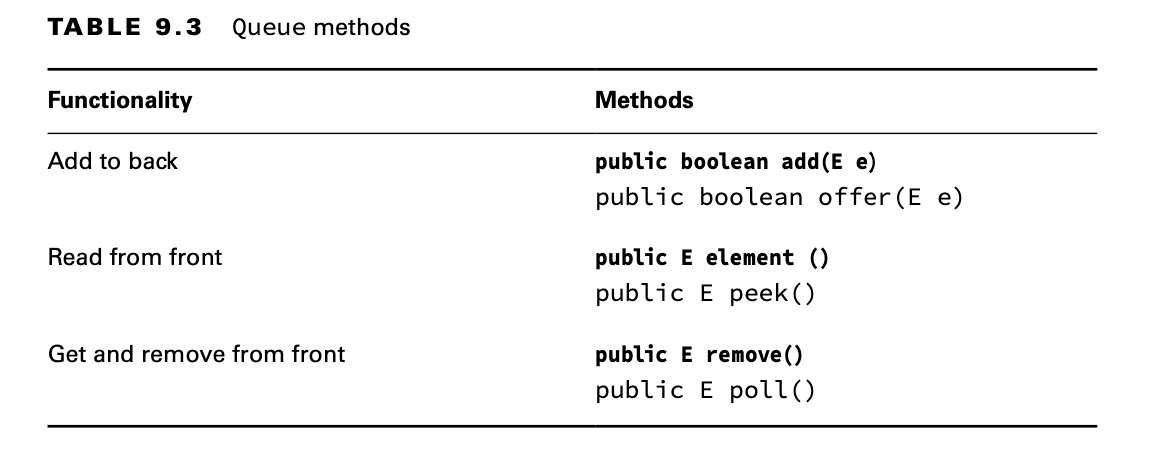 TABLE 9.3 Queue methods
Functionality Methods
Add to back public boolean add(E e)
public boolean offer(E e)
Read from front public E element ()
public E peek()
Get and remove from front public E remove()
public E poll()